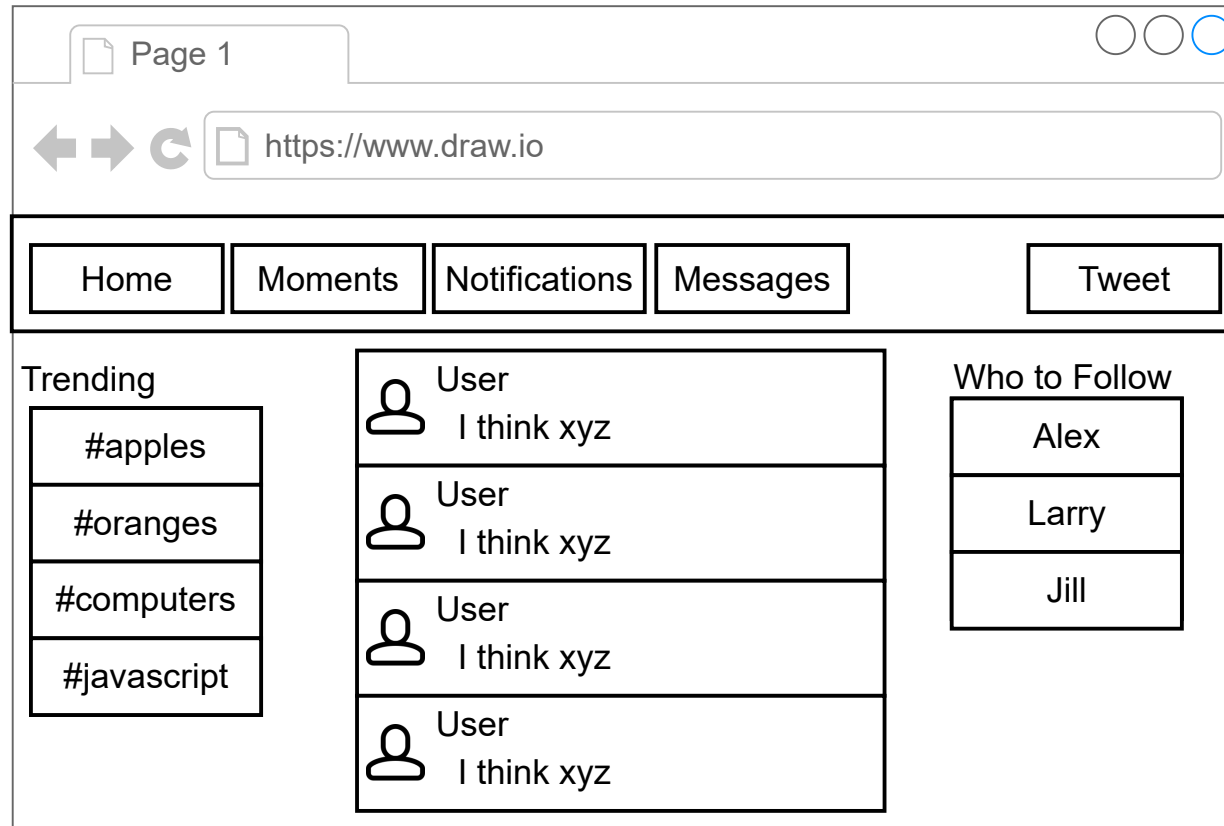 Page 1
https://www.draw.io
Home
Moments
Notifications
Messages
Tweet
Trending
#apples
#oranges
#computers
#javascript
User
I think xyz
User
I think xyz
User
I think xyz
User
I think xyz
Who to Follow
Alex
Larry
Jill